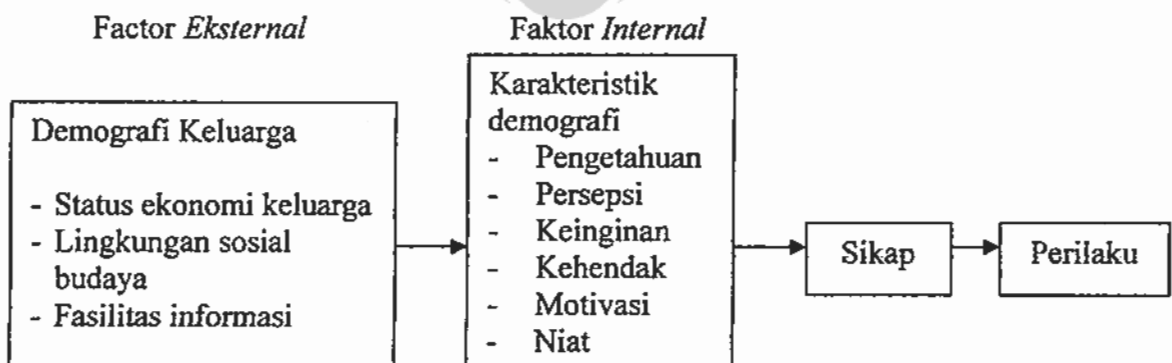 Factor Eksternal
Faktor Internal
Demografi Keluarga
- Status ekonomi keluarga
- Lingkungan sosial
budaya
- Fasilitas informasi
Karakteristik
demografi
- Pengetahuan
- Persepsi
- Keinginan
- Kehendak
- Motivasi
- Niat
Sikap
Perilaku